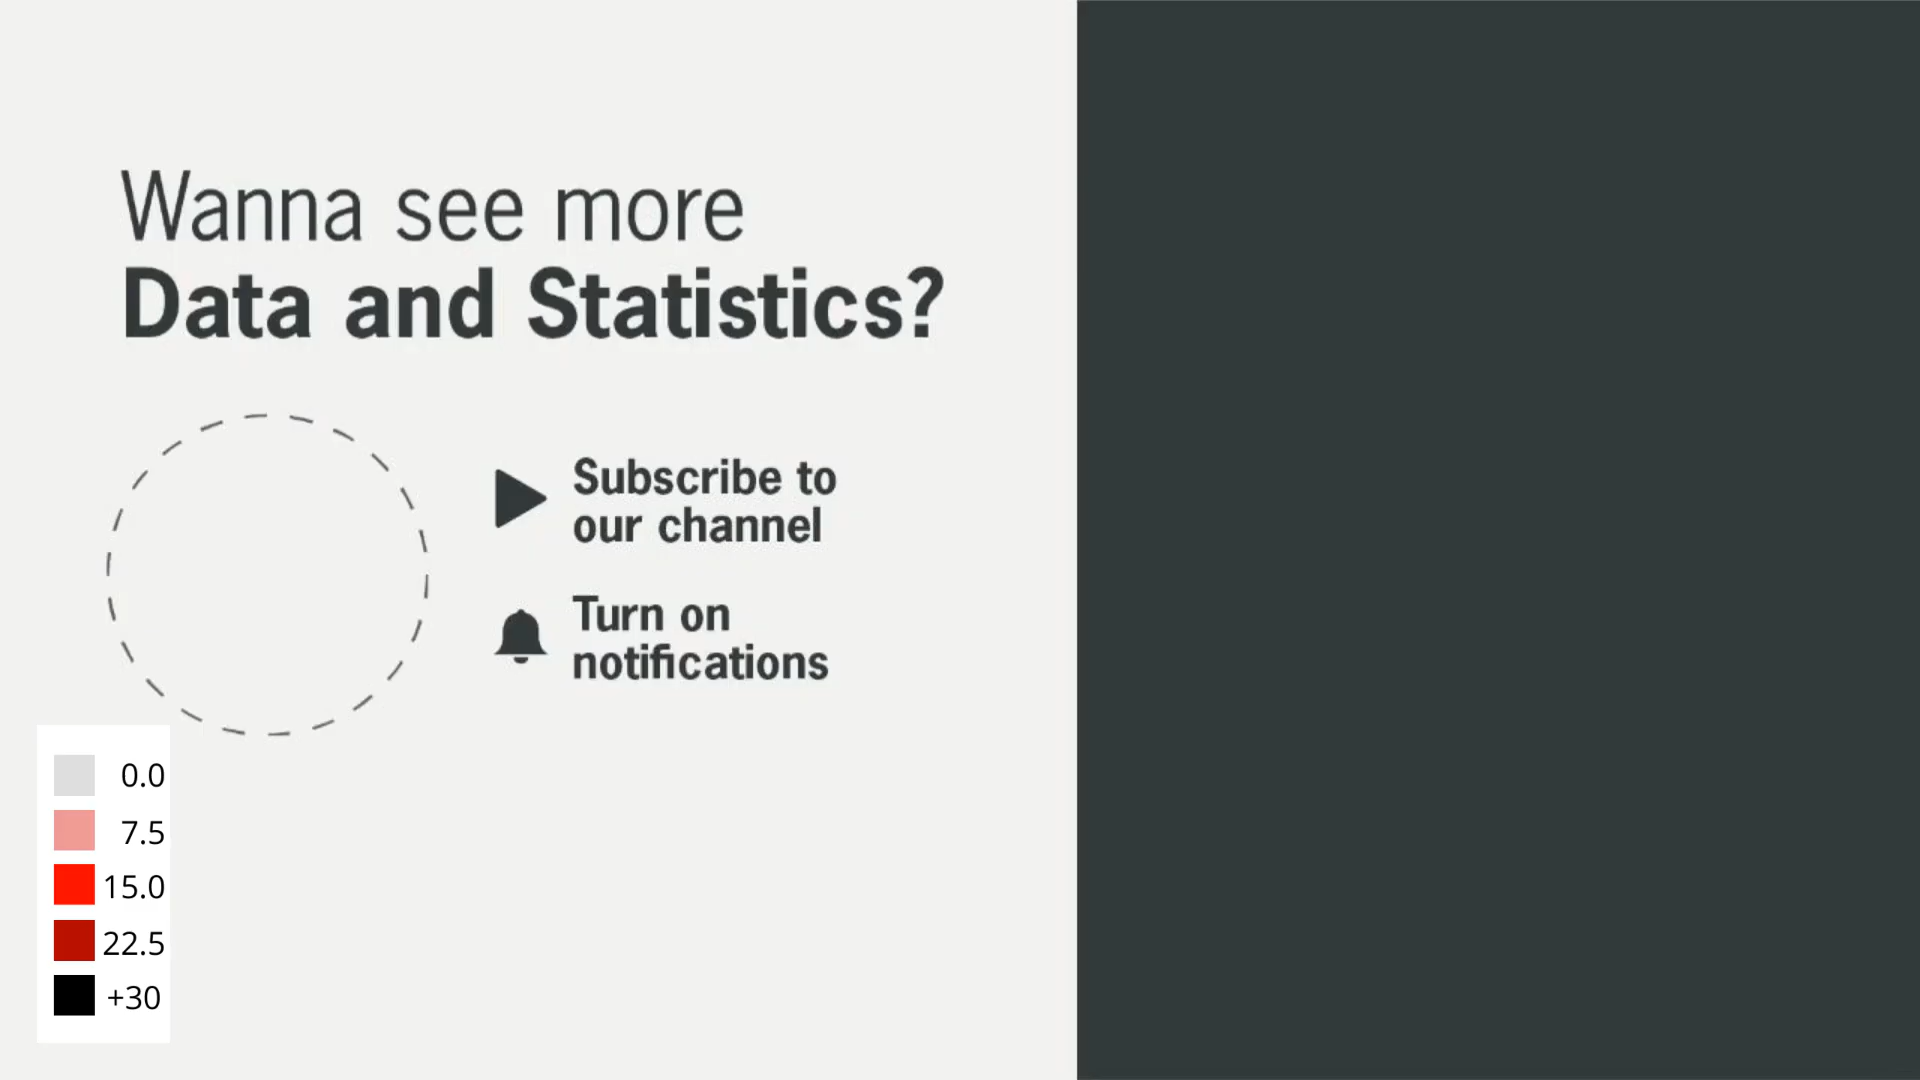 Wanna see more
Data and Statistics?
Subscribe to
our channel
Turn on
notifications
0.0
7.5
15.0
22.5
+30